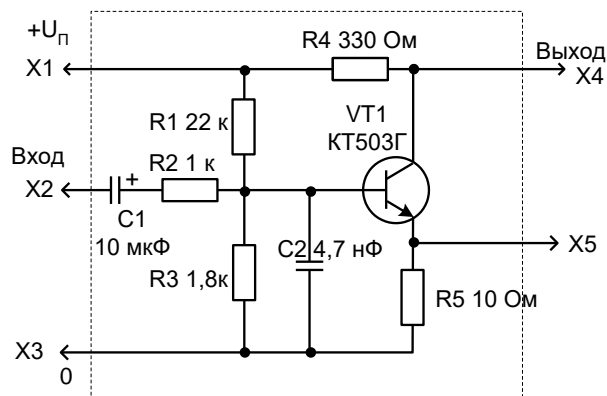 +UП
X1
R4 330 Ом
Выход
X4
VT1
КТ503Г
R1 22 к
Вход
X2
R2 1 к
+
C1
10 мкФ
C2 4,7 нФ
X5
R3 1,8к
R5 10 Ом
X3
0